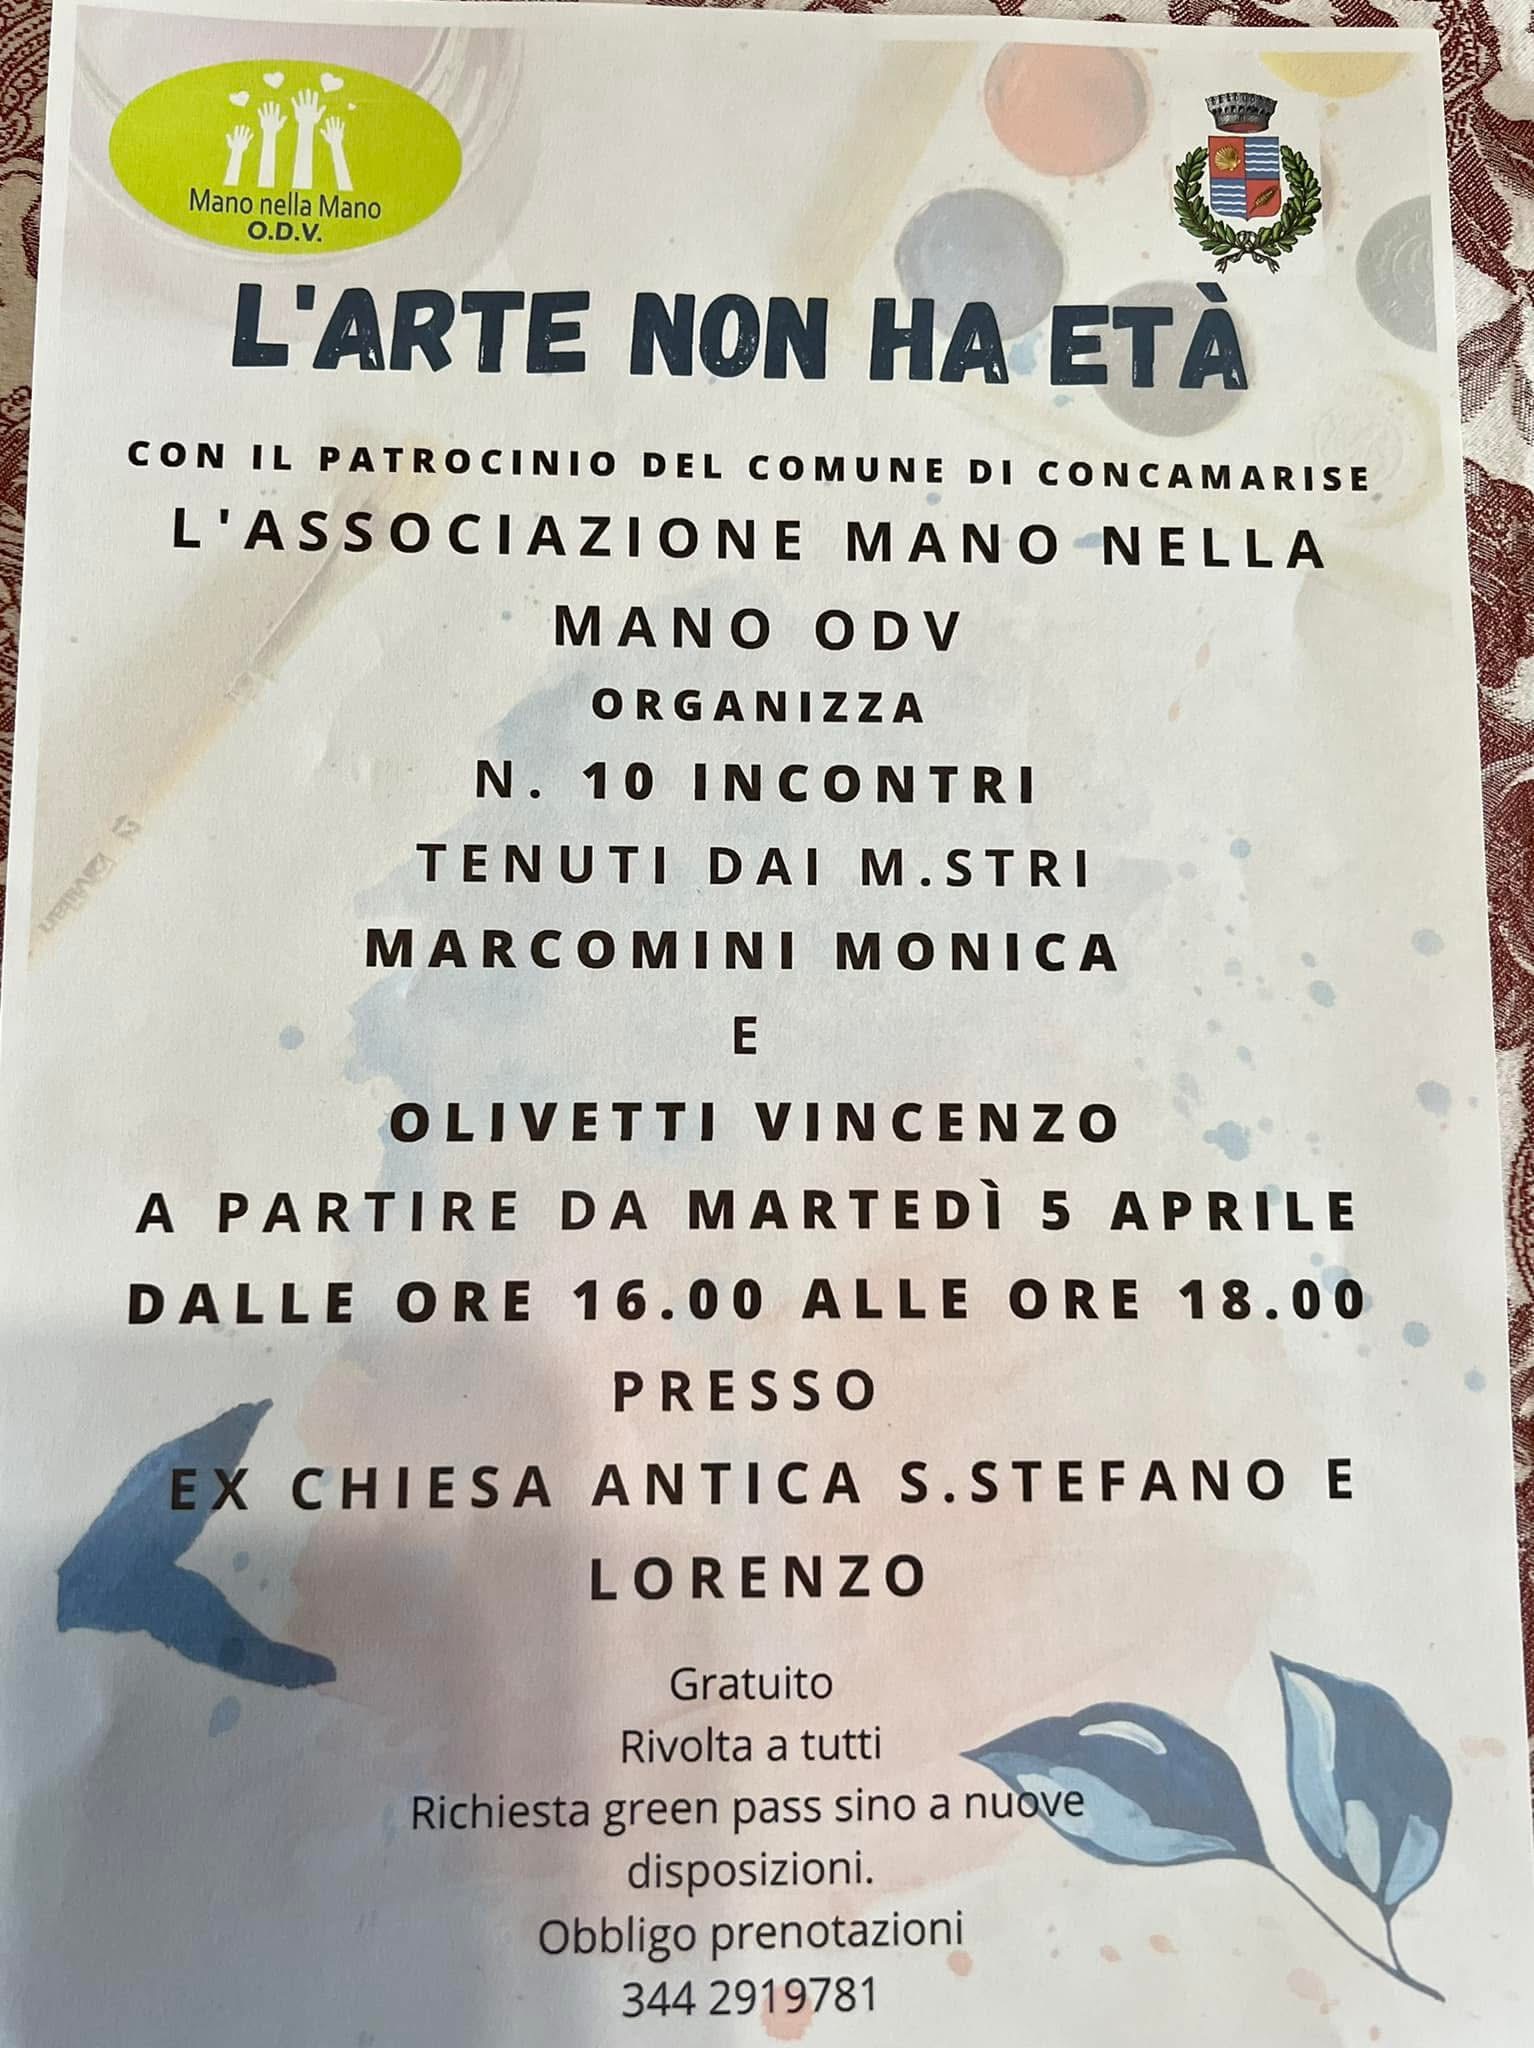 Mano nella Mano
O.D.V.
L'ARTE NON HA ETÀ
CON IL PATROCINIO DEL COMUNE DI CONCAMARISE
L'ASSOCIAZIONE MANO NELLA
MANO ODV
ORGANIZZA
N. 10 INCONTRI
TENUTI DAI M.STRI
MARCOMINI MONICA
E
OLIVETTI VINCENZO
A PARTIRE DA MARTEDÌ 5 APRILE
DALLE ORE 16.00 ALLE ORE 18.00
PRESSO
EX CHIESA ANTICA S.STEFANO E
LORENZO
Gratuito
Rivolta a tutti
Richiesta green pass sino a nuove
disposizioni.
Obbligo prenotazioni
344 2919781
Milan
12